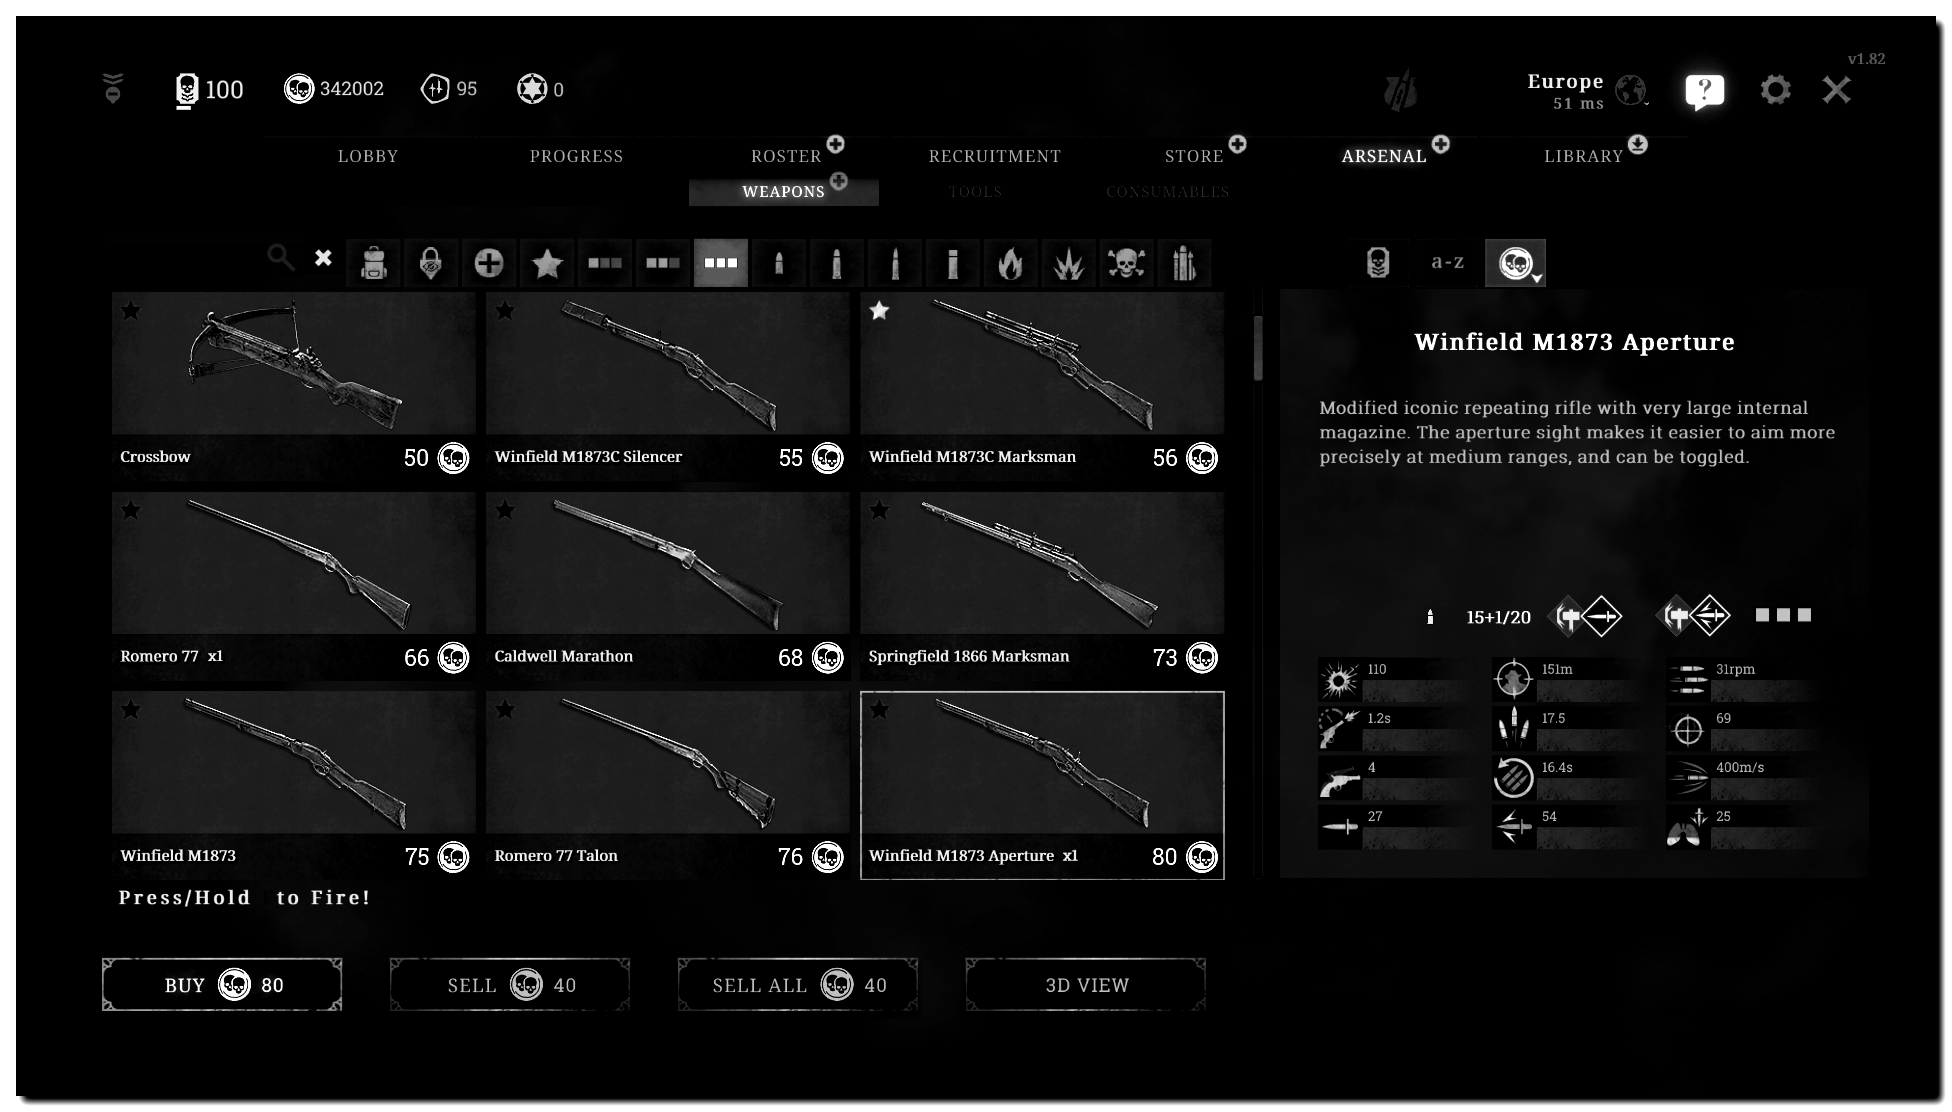 v1.82
100
342002
95
0
Europe
51 ms
?
LOBBY
PROGRESS
ROSTER
RECRUITMENT
STORE
ARSENAL
LIBRARY
WEAPONS
TOOLS
CONSUMABLES
a-z
Crossbow 50
Winfield M1873C Silencer 55
Winfield M1873C Marksman 56
Romero 77 x1 66
Caldwell Marathon 68
Springfield 1866 Marksman 73
Winfield M1873 75
Romero 77 Talon 76
Winfield M1873 Aperture x1 80
Press/Hold to Fire!
BUY 80
SELL 40
SELL ALL 40
3D VIEW
Winfield M1873 Aperture
Modified iconic repeating rifle with very large internal
magazine. The aperture sight makes it easier to aim more
precisely at medium ranges, and can be toggled.
15+1/20
110
151m
31rpm
1.2s
17.5
69
4
16.4s
400m/s
27
54
25